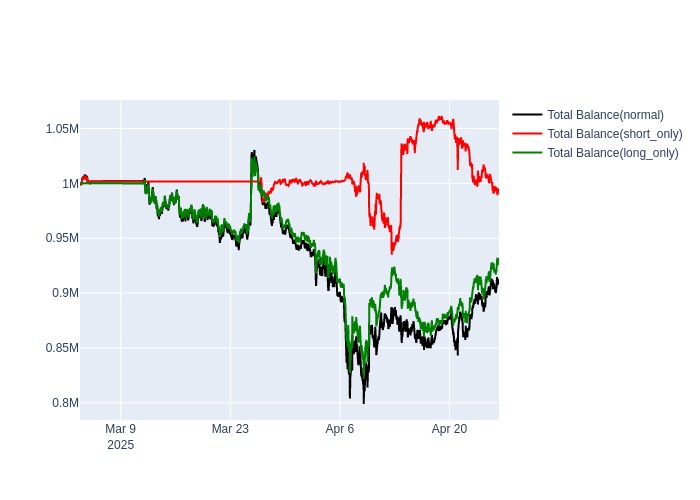 1.05M
1M
0.95M
0.9M
0.85M
0.8M
Mar 9
2025
Mar 23
Apr 6
Apr 20
Total Balance(normal)
Total Balance(short_only)
Total Balance(long_only)